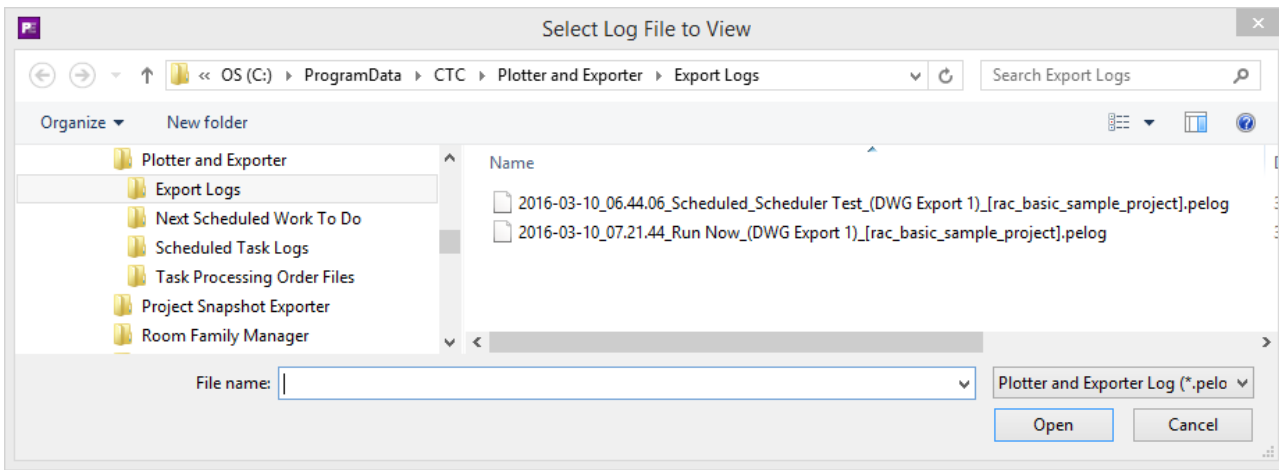 PE
Select Log File to View
« OS (C:) ProgramData CTC Plotter and Exporter Export Logs
Search Export Logs
Organize
New folder
Plotter and Exporter
Export Logs
Next Scheduled Work To Do
Scheduled Task Logs
Task Processing Order Files
Project Snapshot Exporter
Room Family Manager
Name
2016-03-10_06.44.06_Scheduled_Scheduler Test_(DWG Export 1)_[rac_basic_sample_project].pelog
2016-03-10_07.21.44_Run Now_(DWG Export 1)_[rac_basic_sample_project].pelog
File name:
Plotter and Exporter Log (*.pelo
Open
Cancel